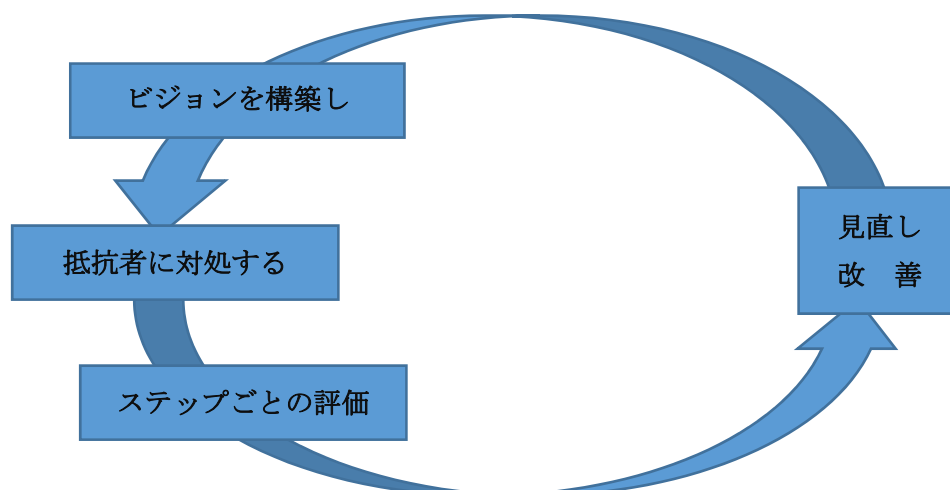 ビジョンを構築し
抵抗者に対処する
ステップごとの評価
見直し
改　善